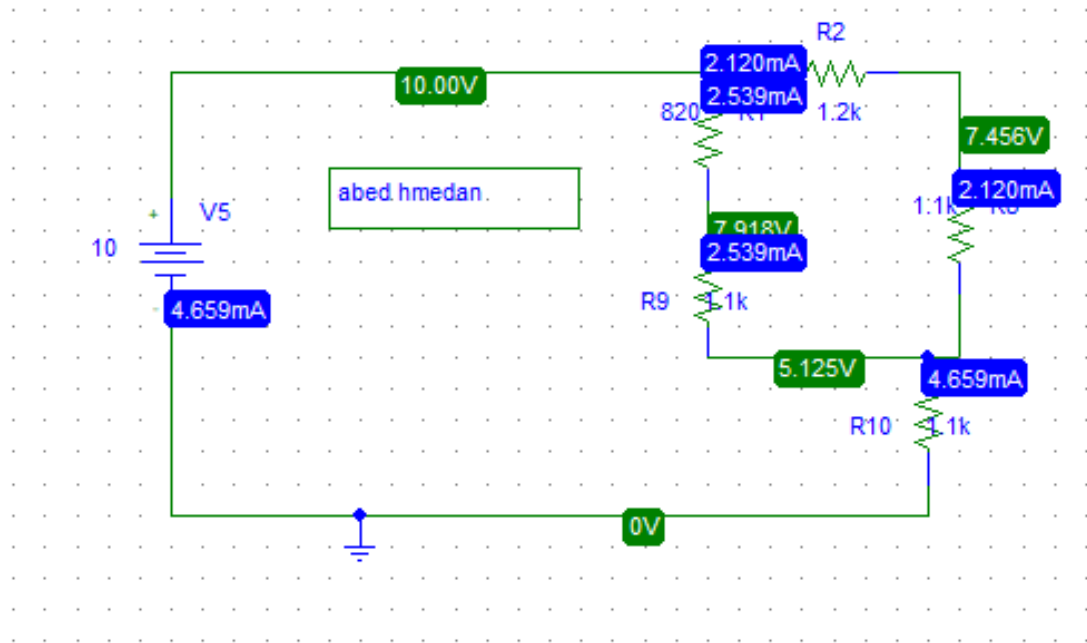 R2
2.120mA
10.00V
2.539mA
820
1.2k
7.456V
abed hmedan
2.120mA
1.1k
+
V5
7.918V
10
2.539mA
R9
1.1k
4.659mA
5.125V
4.659mA
R10
1.1k
0V